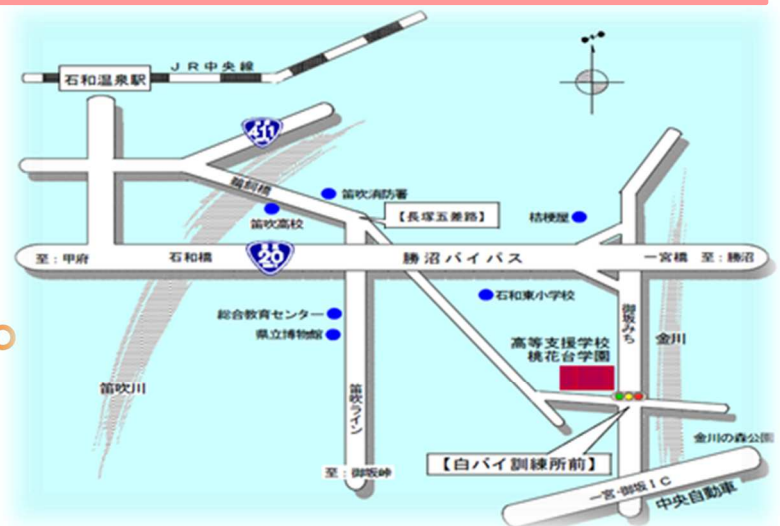 JR中央線
石和温泉駅
411
鵜飼橋
笛吹消防署
笛吹高校
【長塚五差路】
桔梗屋
至:甲府
石和橋
20
勝沼バイパス
一宮橋
至:勝沼
石和東小学校
総合教育センター
県立博物館
御坂みち
金川
高等支援学校
桃花台学園
笛吹川
笛吹ライン
金川の森公園
【白バイ訓練所前】
至:御坂峠
一宮・御坂IC
中央自動車